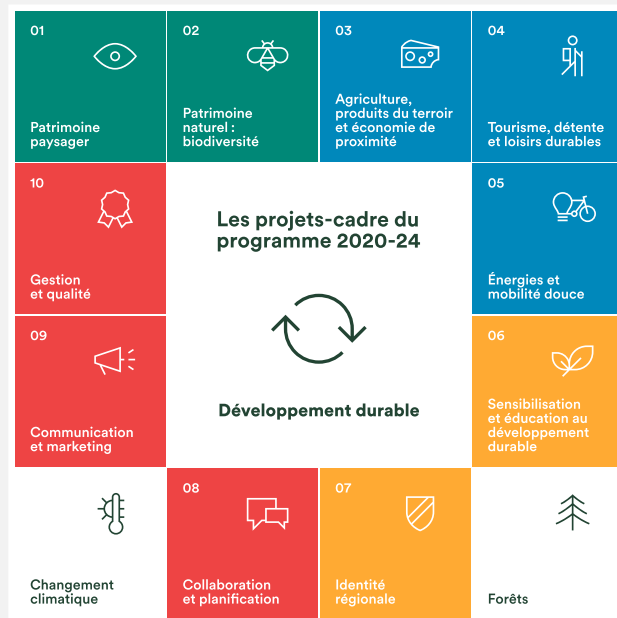 01
Patrimoine
paysager
02
Patrimoine
naturel :
biodiversité
03
Agriculture,
produits du terroir
et économie de
proximité
04
Tourisme, détente
et loisirs durables
10
Gestion
et qualité
Les projets-cadre du
programme 2020-24
Développement durable
05
Énergies et
mobilité douce
09
Communication
et marketing
06
Sensibilisation
et éducation au
développement
durable
Changement
climatique
08
Collaboration
et planification
07
Identité
régionale
Forêts